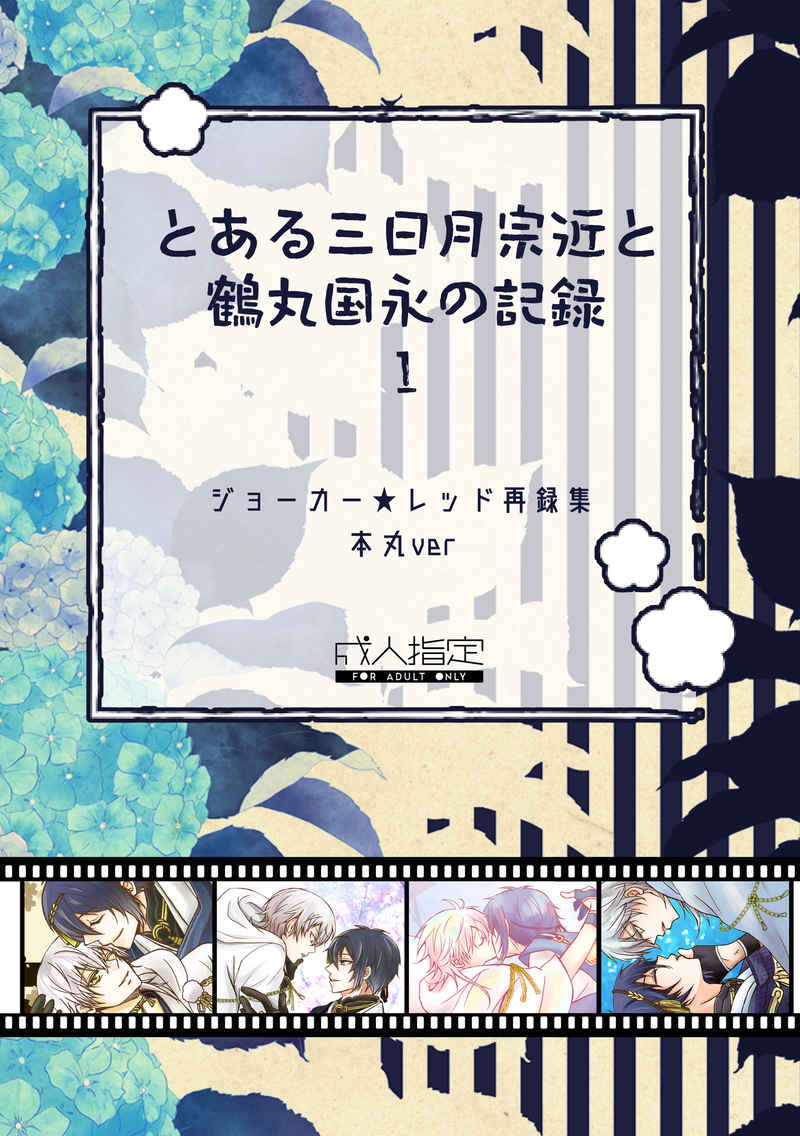 とある三日月宗近と
鶴丸国永の記録
1
ジョーカー★レッド再録集
本丸ver
成人指定
FOR ADULT ONLY